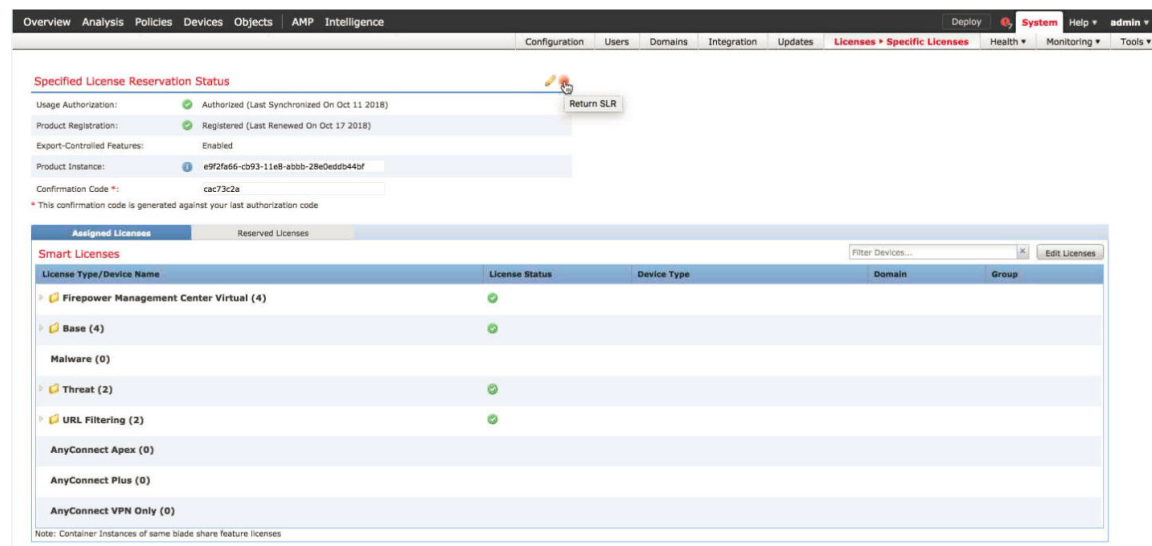 Overview Analysis Policies Devices Objects AMP Intelligence Deploy System Help admin
Configuration Users Domains Integration Updates Licenses ▸ Specific Licenses Health Monitoring Tools
Specified License Reservation Status
Return SLR
Usage Authorization: Authorized (Last Synchronized On Oct 11 2018)
Product Registration: Registered (Last Renewed On Oct 17 2018)
Export-Controlled Features: Enabled
Product Instance: e9f2fa66-cb93-11e8-abbb-28e0eddb44bf
Confirmation Code *: cac73c2a
* This confirmation code is generated against your last authorization code
Assigned Licenses Reserved Licenses
Smart Licenses Filter Devices... Edit Licenses
License Type/Device Name License Status Device Type Domain Group
Firepower Management Center Virtual (4)
Base (4)
Malware (0)
Threat (2)
URL Filtering (2)
AnyConnect Apex (0)
AnyConnect Plus (0)
AnyConnect VPN Only (0)
Note: Container Instances of same blade share feature licenses